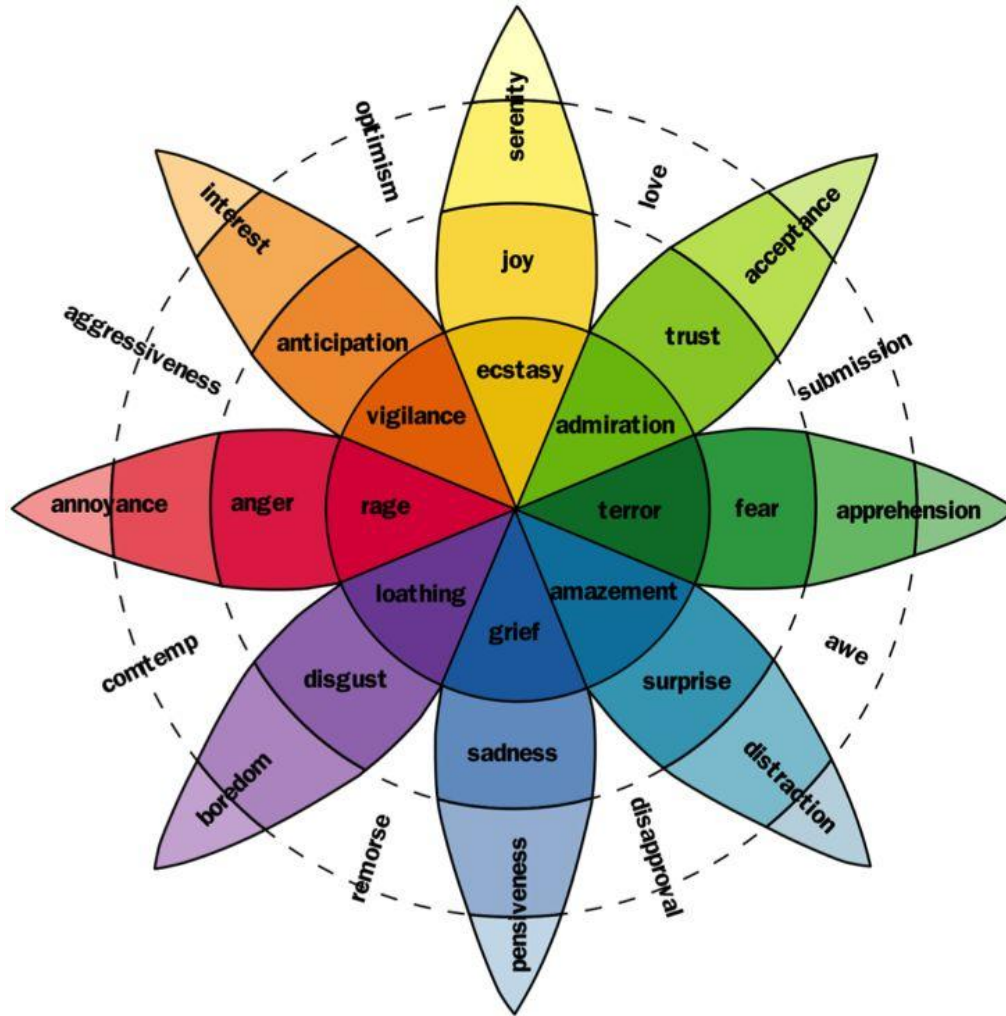 serenity
optimism
love
interest
acceptance
joy
aggressiveness
anticipation
trust
submission
ecstasy
vigilance
admiration
annoyance
anger
rage
terror
fear
apprehension
loathing
amazement
grief
comtemp
awe
disgust
surprise
sadness
boredom
distraction
remorse
disapproval
pensiveness